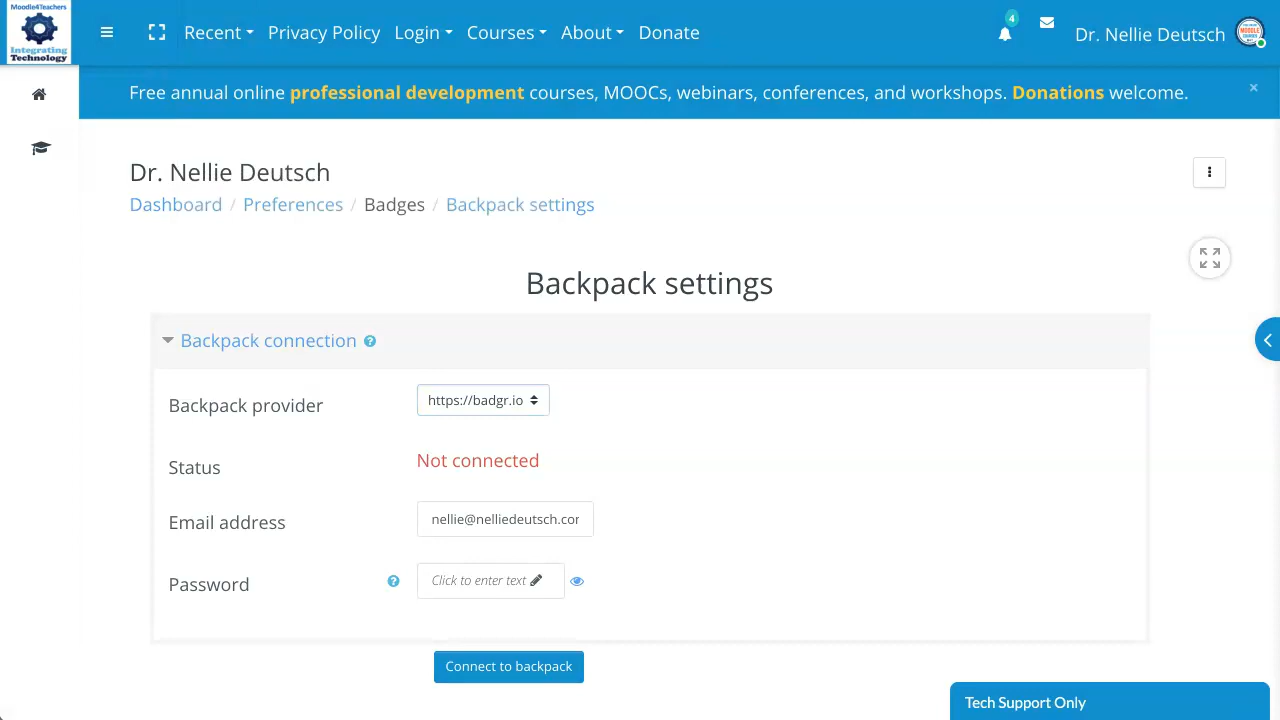 Moodle4Teachers
Integrating
Technology
Recent Privacy Policy Login Courses About Donate
4
Dr. Nellie Deutsch
Free annual online professional development courses, MOOCs, webinars, conferences, and workshops. Donations welcome.
×
Dr. Nellie Deutsch
Dashboard / Preferences / Badges / Backpack settings
Backpack settings
Backpack connection ?
Backpack provider https://badgr.io
Status Not connected
Email address nellie@nelliedeutsch.cor
Password ? Click to enter text
Connect to backpack
Tech Support Only